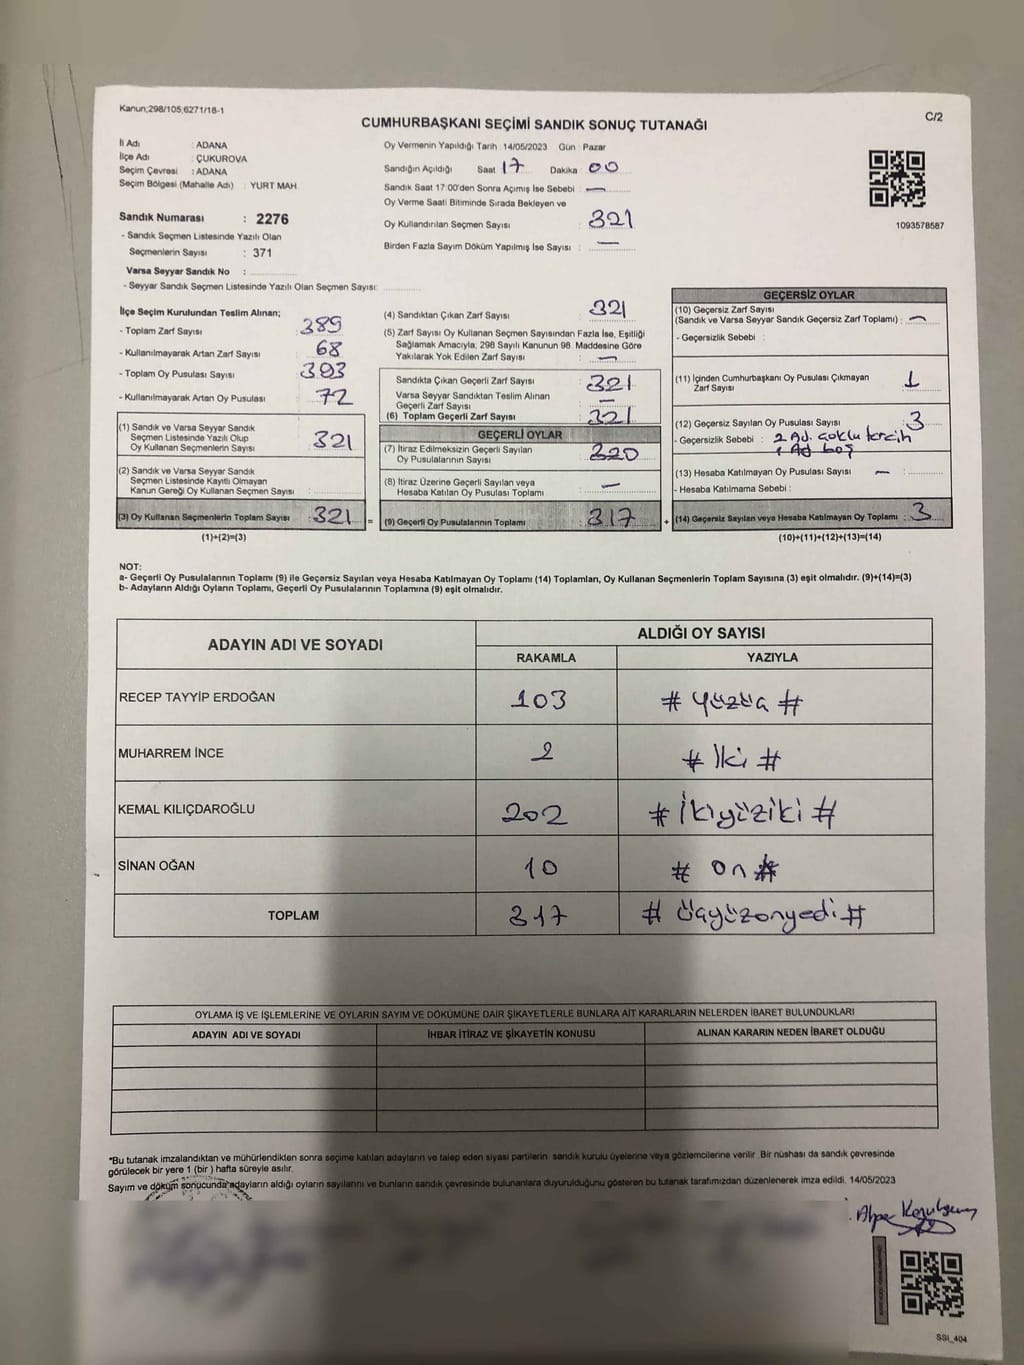 Kanun;298/105,6271/18-1
C/2
CUMHURBAŞKANI SEÇİMİ SANDIK SONUÇ TUTANAĞI
İl Adı : ADANA
İlçe Adı : ÇUKUROVA
Seçim Çevresi : ADANA
Seçim Bölgesi (Mahalle Adı) : YURT MAH.
Sandık Numarası : 2276
- Sandık Seçmen Listesinde Yazılı Olan
Seçmenlerin Sayısı : 371
Varsa Seyyar Sandık No :
- Seyyar Sandık Seçmen Listesinde Yazılı Olan Seçmen Sayısı:
Oy Vermenin Yapıldığı Tarih 14/05/2023 Gün : Pazar
Sandığın Açıldığı Saat 17 Dakika 00
Sandık Saat 17:00'den Sonra Açımış İse Sebebi : —
Oy Verme Saati Bitiminde Sırada Bekleyen ve
Oy Kullandırılan Seçmen Sayısı : 321
Birden Fazla Sayım Döküm Yapılmış İse Sayısı : —
1093578587
İlçe Seçim Kurulundan Teslim Alınan;
- Toplam Zarf Sayısı 389
- Kullanılmayarak Artan Zarf Sayısı 68
- Toplam Oy Pusulası Sayısı 393
- Kullanılmayarak Artan Oy Pusulası 72
(1) Sandık ve Varsa Seyyar Sandık
Seçmen Listesinde Yazılı Olup
Oy Kullanan Seçmenlerin Sayısı : 321
(2) Sandık ve Varsa Seyyar Sandık
Seçmen Listesinde Kayıtlı Olmayan
Kanun Gereği Oy Kullanan Seçmen Sayısı :
(3) Oy Kullanan Seçmenlerin Toplam Sayısı : 321 =
(1)+(2)=(3)
(4) Sandıktan Çıkan Zarf Sayısı : 321
(5) Zarf Sayısı Oy Kullanan Seçmen Sayısından Fazla İse, Eşitliği
Sağlamak Amacıyla; 298 Sayılı Kanunun 98. Maddesine Göre
Yakılarak Yok Edilen Zarf Sayısı : —
Sandıkta Çıkan Geçerli Zarf Sayısı : 321
Varsa Seyyar Sandıktan Teslim Alınan
Geçerli Zarf Sayısı : —
(6) Toplam Geçerli Zarf Sayısı : 321
GEÇERLİ OYLAR
(7) İtiraz Edilmeksizin Geçerli Sayılan
Oy Pusulalarının Sayısı : 320
(8) İtiraz Üzerine Geçerli Sayılan veya
Hesaba Katılan Oy Pusulası Toplamı : —
(9) Geçerli Oy Pusulalarının Toplamı : 317 +
GEÇERSİZ OYLAR
(10) Geçersiz Zarf Sayısı
(Sandık ve Varsa Seyyar Sandık Geçersiz Zarf Toplamı) : —
- Geçersizlik Sebebi :
(11) İçinden Cumhurbaşkanı Oy Pusulası Çıkmayan
Zarf Sayısı : 1
(12) Geçersiz Sayılan Oy Pusulası Sayısı : 3
- Geçersizlik Sebebi : 2 Ad. çoklu tercih
1 Ad boş
(13) Hesaba Katılmayan Oy Pusulası Sayısı — :
- Hesaba Katılmama Sebebi :
(14) Geçersiz Sayılan veya Hesaba Katılmayan Oy Toplamı : 3
(10)+(11)+(12)+(13)=(14)
NOT:
a- Geçerli Oy Pusulalarının Toplamı (9) ile Geçersiz Sayılan veya Hesaba Katılmayan Oy Toplamı (14) Toplamları, Oy Kullanan Seçmenlerin Toplam Sayısına (3) eşit olmalıdır. (9)+(14)=(3)
b- Adayların Aldığı Oyların Toplamı, Geçerli Oy Pusulalarının Toplamına (9) eşit olmalıdır.
ADAYIN ADI VE SOYADI
ALDIĞI OY SAYISI
RAKAMLA YAZIYLA
RECEP TAYYİP ERDOĞAN 103 # yüzüç #
MUHARREM İNCE 2 # İki #
KEMAL KILIÇDAROĞLU 202 # İkiyüziki #
SİNAN OĞAN 10 # on #
TOPLAM 317 # üçyüzonyedi #
OYLAMA İŞ VE İŞLEMLERİNE VE OYLARIN SAYIM VE DÖKÜMÜNE DAİR ŞİKAYETLERLE BUNLARA AİT KARARLARIN NELERDEN İBARET BULUNDUKLARI
ADAYIN ADI VE SOYADI İHBAR İTİRAZ VE ŞİKAYETİN KONUSU ALINAN KARARIN NEDEN İBARET OLDUĞU
*Bu tutanak imzalandıktan ve mühürlendikten sonra seçime katılan adayların ve talep eden siyasi partilerin sandık kurulu üyelerine veya gözlemcilerine verilir. Bir nüshası da sandık çevresinde
görülecek bir yere 1 (bir) hafta süreyle asılır.
Sayım ve döküm sonucunda adayların aldığı oyların sayılarını ve bunların sandık çevresinde bulunanlara duyurulduğunu gösteren bu tutanak tarafımızdan düzenlenerek imza edildi. 14/05/2023
SSI_404